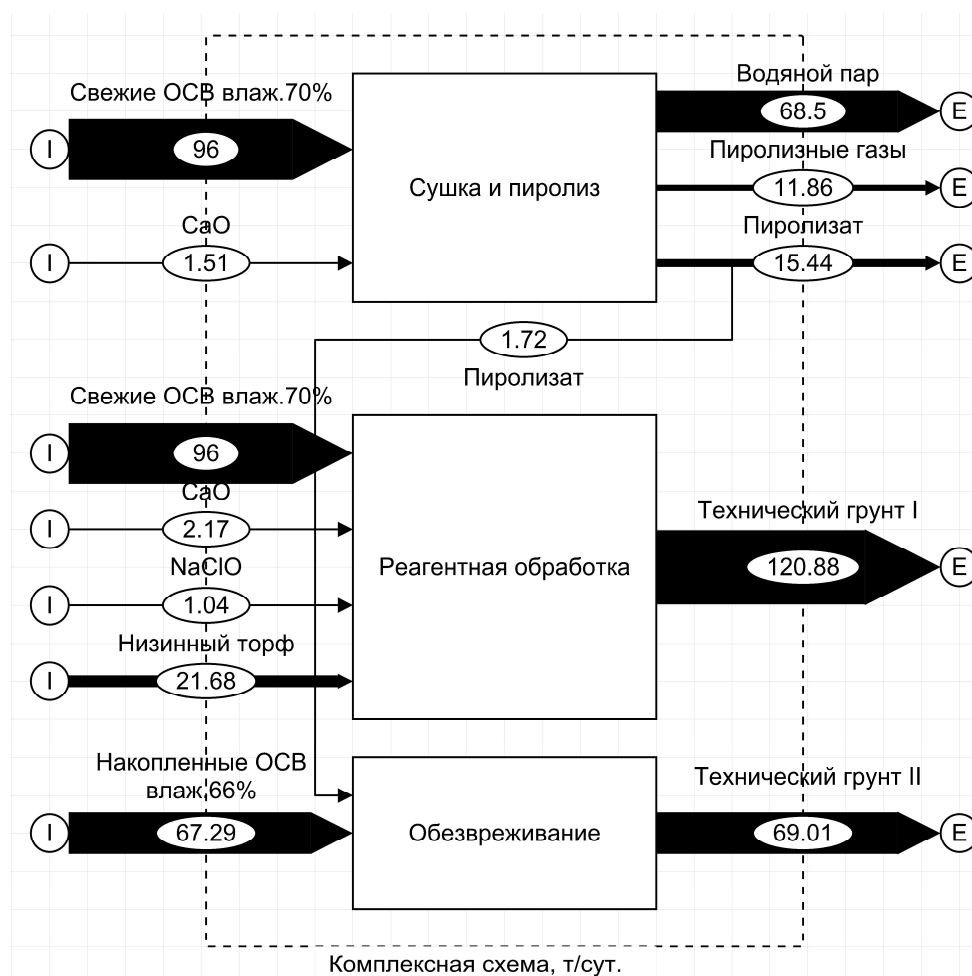 Водяной пар
Свежие ОСВ влаж.70%
I
96
68.5
E
Пиролизные газы
Сушка и пиролиз
11.86
E
CaO
Пиролизат
I
1.51
15.44
E
1.72
Пиролизат
Свежие ОСВ влаж.70%
I
96
CaO
I
2.17
Технический грунт I
NaClO
Реагентная обработка
120.88
E
I
1.04
Низинный торф
I
21.68
Накопленные ОСВ
влаж.66%
Технический грунт II
I
67.29
Обезвреживание
69.01
E
Комплексная схема, т/сут.